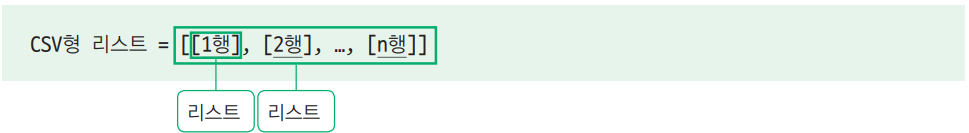 CSV형 리스트 = [[1행], [2행], …, [n행]]
리스트 리스트